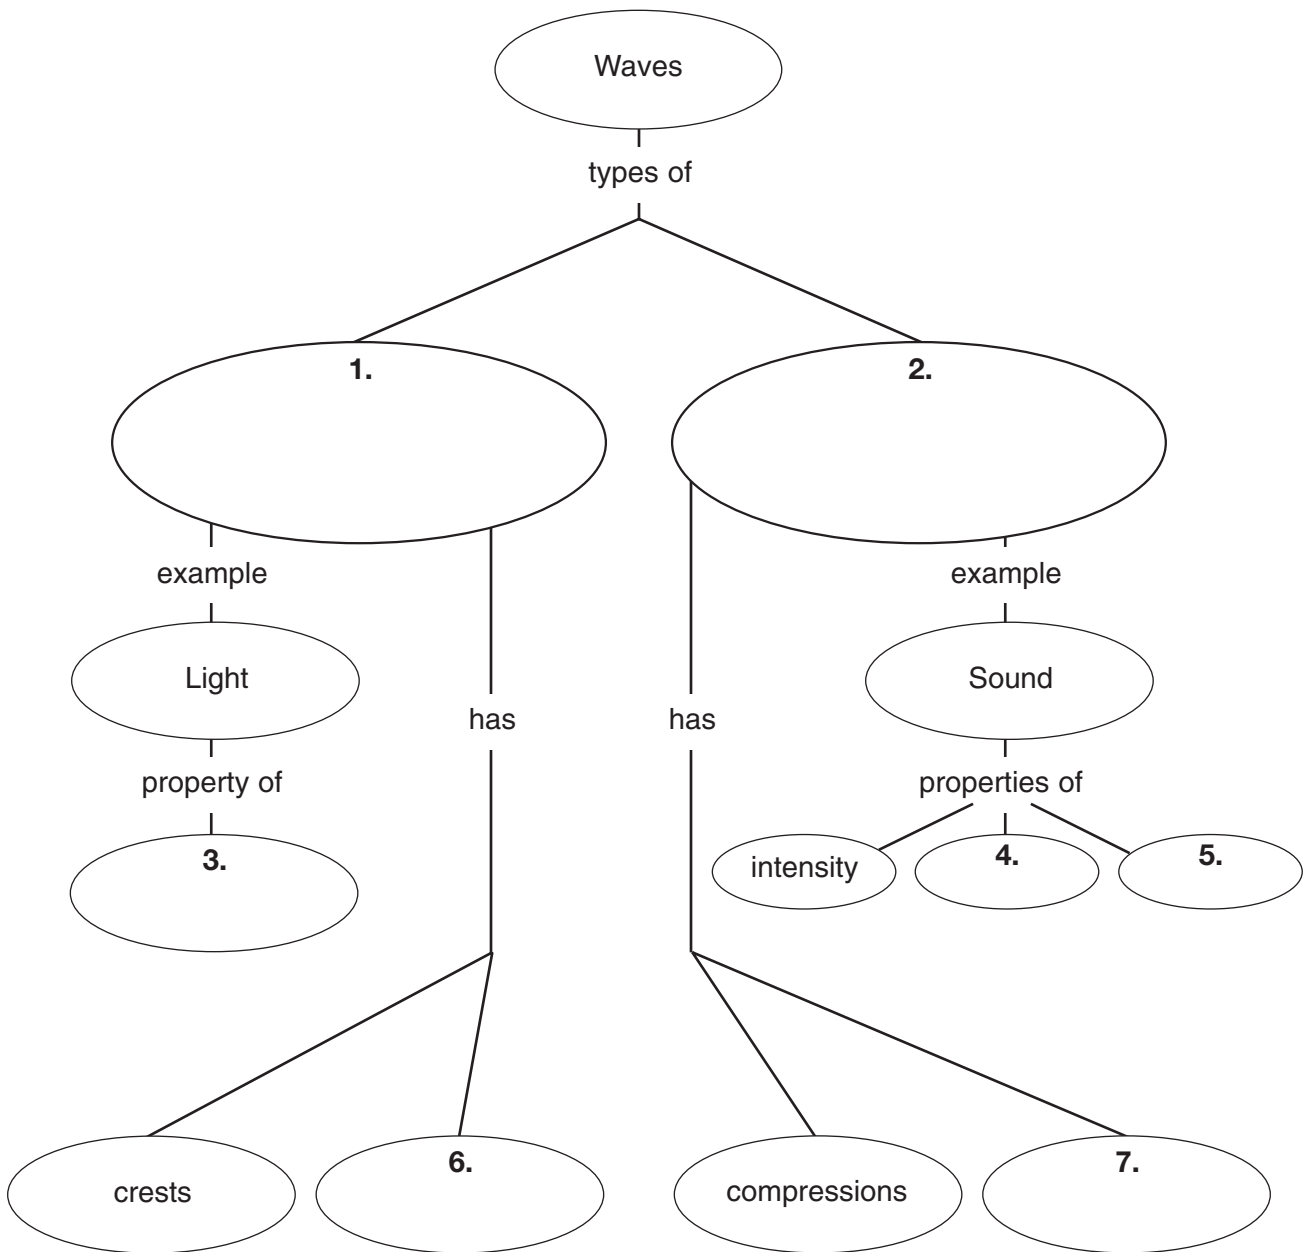 Waves
types of
1.
2.
example
example
Light
Sound
has
has
property of
properties of
3.
intensity
4.
5.
crests
6.
compressions
7.